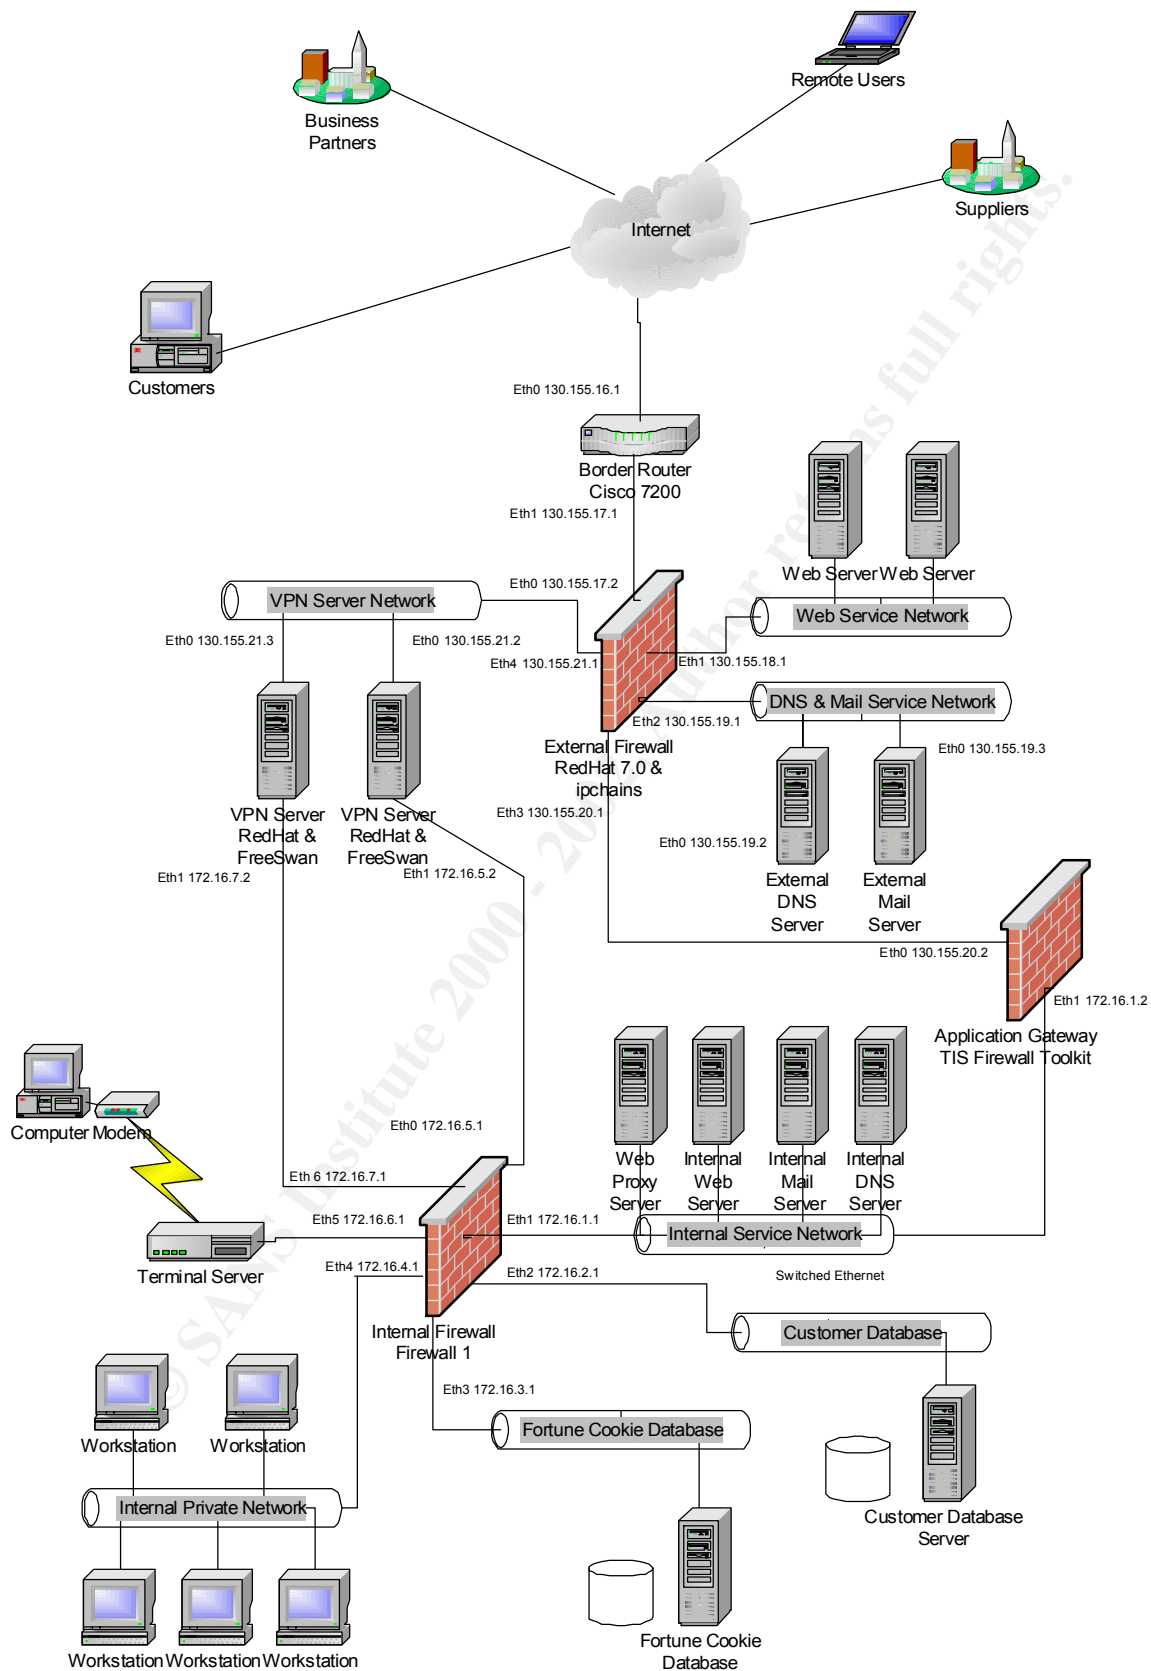 Remote Users
Business
Partners
Suppliers
Internet
Customers
Eth0 130.155.16.1
Border Router
Cisco 7200
Eth1 130.155.17.1
Web Server
Web Server
Eth0 130.155.17.2
VPN Server Network
Web Service Network
Eth0 130.155.21.3
Eth0 130.155.21.2
Eth4 130.155.21.1
Eth1 130.155.18.1
DNS & Mail Service Network
Eth2 130.155.19.1
Eth0 130.155.19.3
External Firewall
RedHat 7.0 &
ipchains
Eth3 130.155.20.1
VPN Server
RedHat &
FreeSwan
VPN Server
RedHat &
FreeSwan
Eth0 130.155.19.2
Eth1 172.16.7.2
Eth1 172.16.5.2
External
DNS
Server
External
Mail
Server
Eth0 130.155.20.2
Eth1 172.16.1.2
Application Gateway
TIS Firewall Toolkit
Computer Modem
Eth0 172.16.5.1
Web
Proxy
Server
Internal
Web
Server
Internal
Mail
Server
Internal
DNS
Server
Eth 6 172.16.7.1
Eth5 172.16.6.1
Eth1 172.16.1.1
Internal Service Network
Terminal Server
Eth4 172.16.4.1
Eth2 172.16.2.1
Switched Ethernet
Internal Firewall
Firewall 1
Customer Database
Eth3 172.16.3.1
Fortune Cookie Database
Workstation
Workstation
Internal Private Network
Customer Database
Server
Workstation
Workstation
Workstation
Fortune Cookie
Database